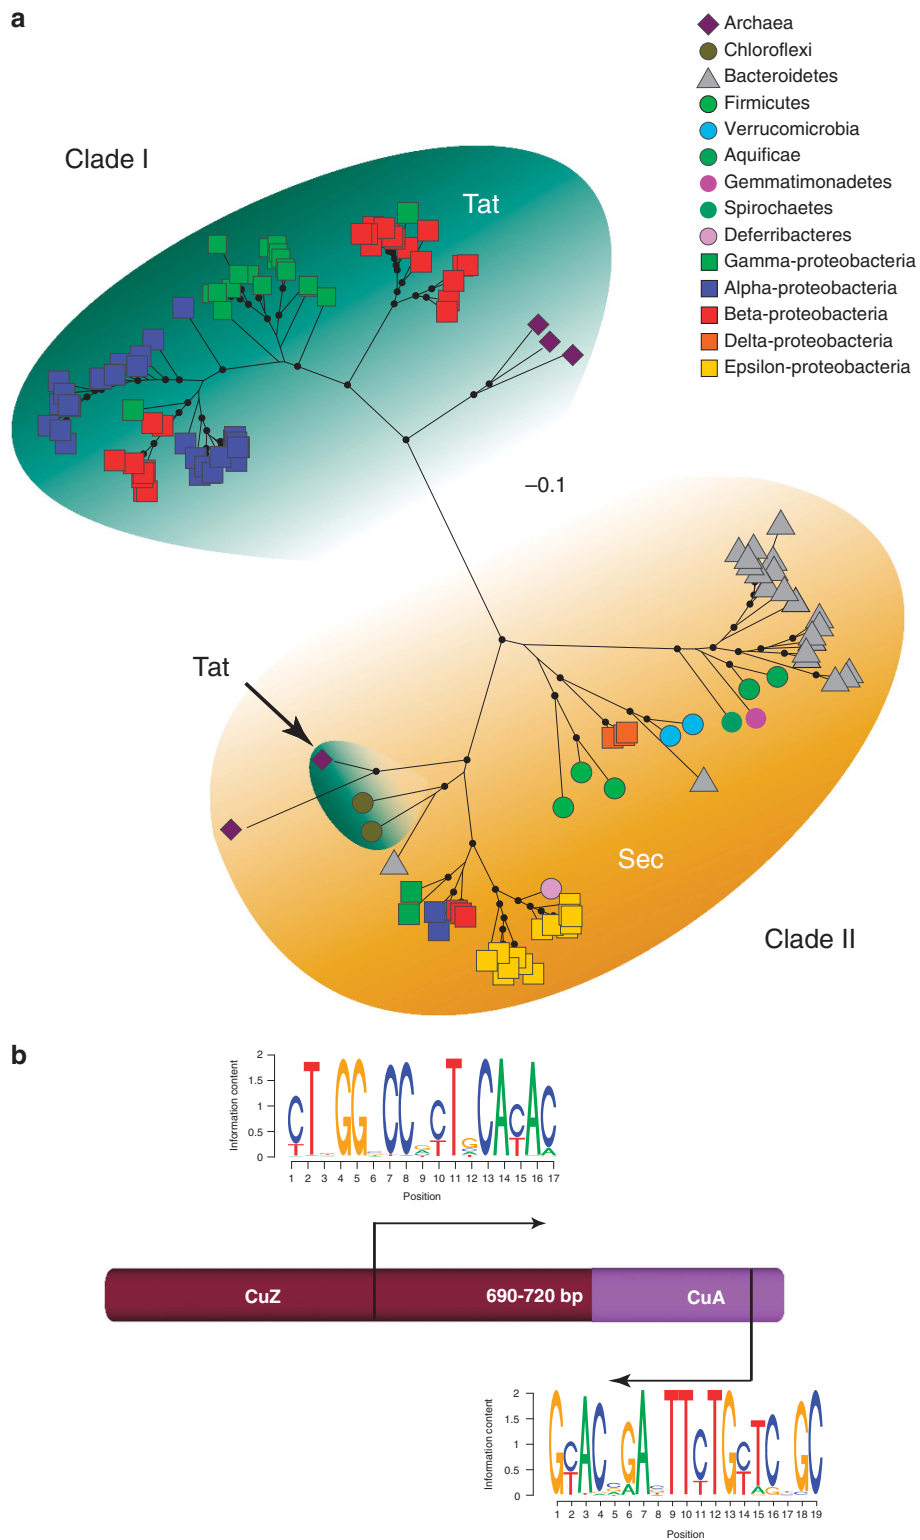 a
Archaea
Chloroflexi
Bacteroidetes
Firmicutes
Verrucomicrobia
Aquificae
Gemmatimonadetes
Spirochaetes
Deferribacteres
Gamma-proteobacteria
Alpha-proteobacteria
Beta-proteobacteria
Delta-proteobacteria
Epsilon-proteobacteria
Clade I
Tat
–0.1
Tat
Sec
Clade II
b
Information content
2
1.5
1
0.5
0
1 2 3 4 5 6 7 8 9 10 11 12 13 14 15 16 17
Position
CuZ
690-720 bp
CuA
Information content
2
1.5
1
0.5
0
1 2 3 4 5 6 7 8 9 10 11 12 13 14 15 16 17 18 19
Position